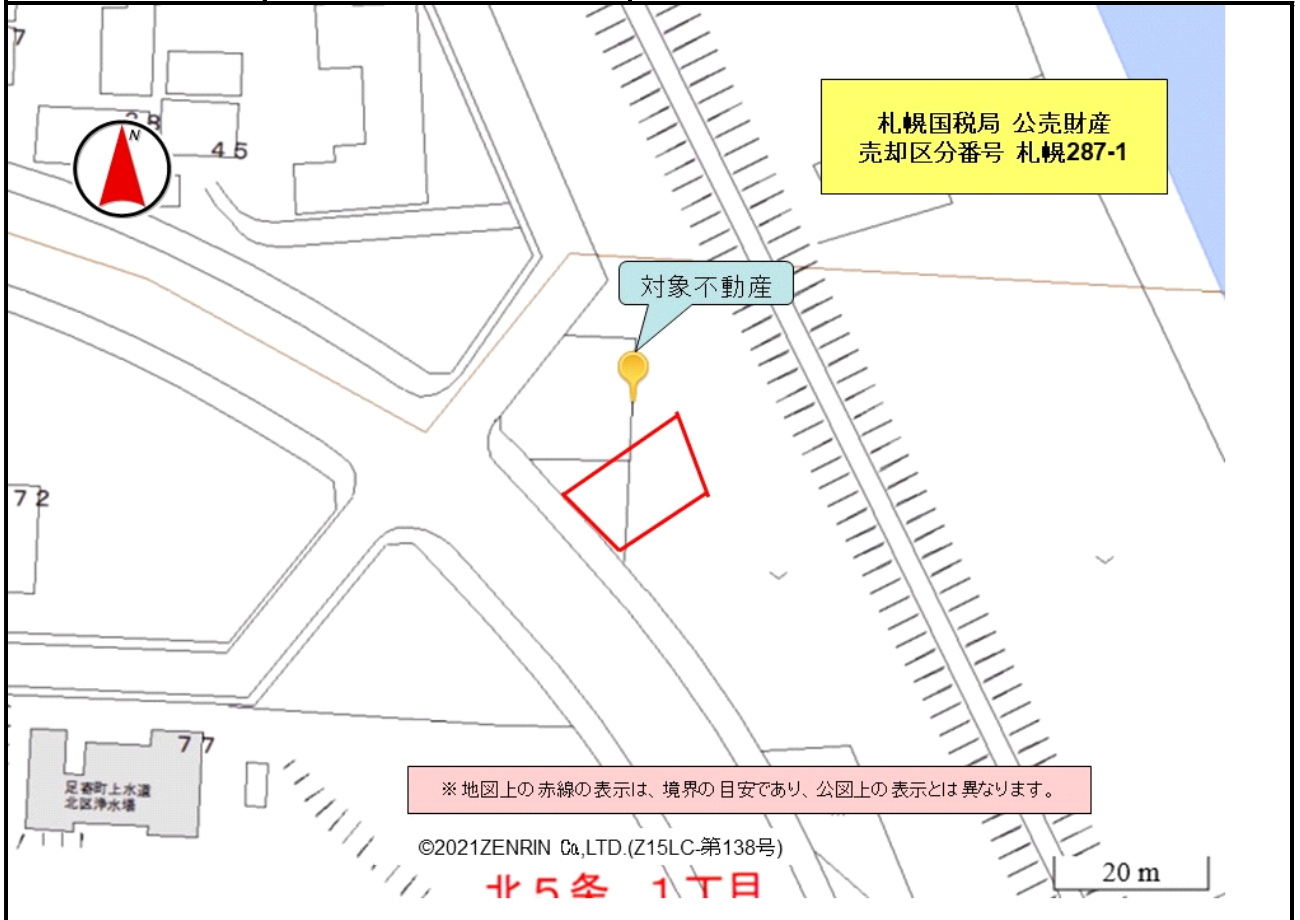 7
38
N
45
札幌国税局 公売財産
売却区分番号 札幌287-1
対象不動産
72
77
足寄町上水道
北区浄水場
※地図上の赤線の表示は、境界の目安であり、公図上の表示とは異なります。
©2021ZENRIN Co,LTD.(Z15LC-第138号)
北5条 1丁目
20 m